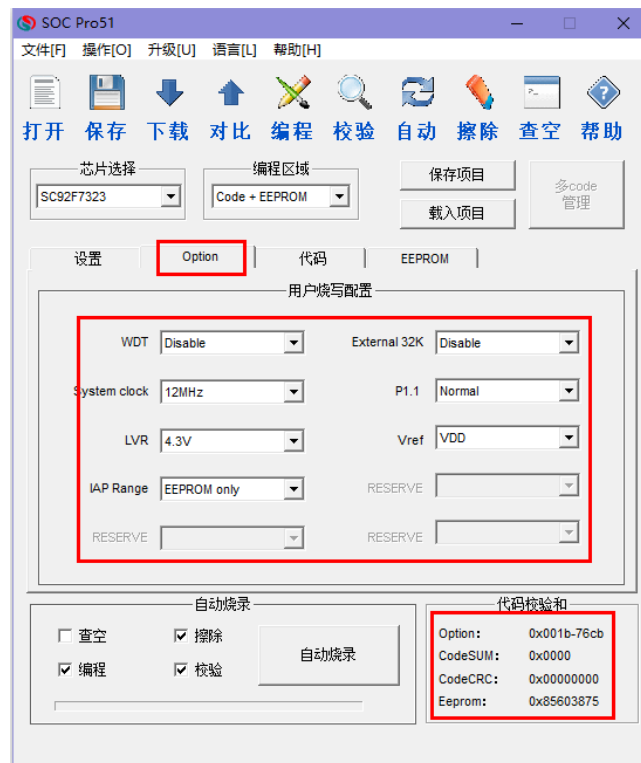 SOC Pro51
文件[F] 操作[O] 升级[U] 语言[L] 帮助[H]
打开 保存 下载 对比 编程 校验 自动 擦除 查空 帮助
芯片选择 编程区域 保存项目 多code管理
SC92F7323 Code + EEPROM 载入项目
设置 Option 代码 EEPROM
用户烧写配置
WDT Disable External 32K Disable
System clock 12MHz P1.1 Normal
LVR 4.3V Vref VDD
IAP Range EEPROM only RESERVE
RESERVE RESERVE
自动烧录 代码校验和
查空 擦除 自动烧录 Option: 0x001b-76cb
CodeSUM: 0x0000
编程 校验 CodeCRC: 0x00000000
Eeprom: 0x85603875